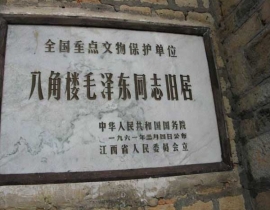 全国重点文物保护单位
八角楼毛泽东同志旧居
中华人民共和国国务院
一九六一年三月四日公布
江西省人民委员会立